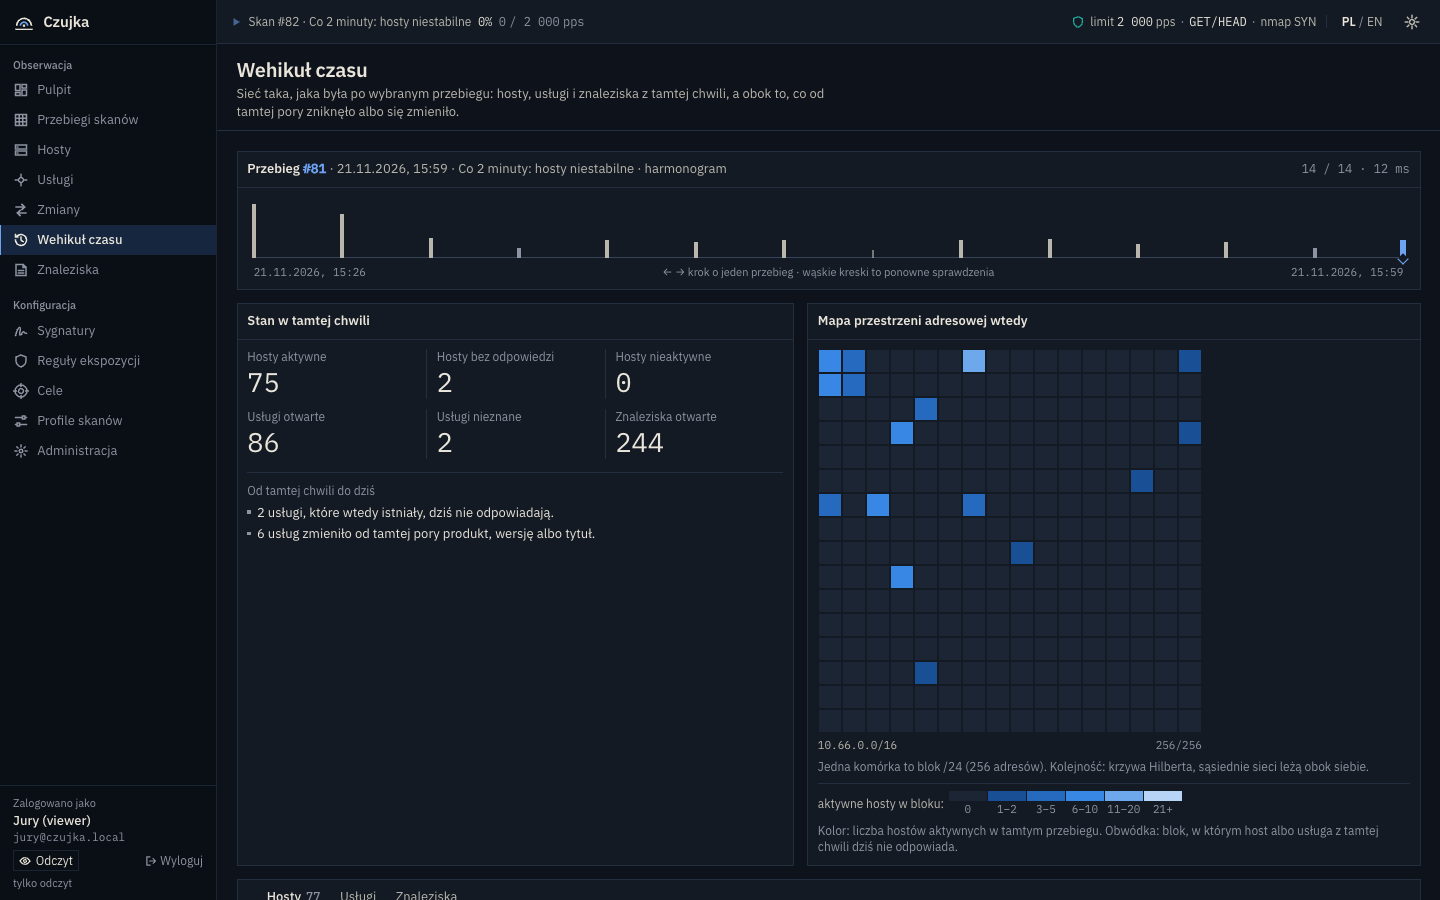 Czujka
Obserwacja
Pulpit
Przebiegi skanów
Hosty
Usługi
Zmiany
Wehikuł czasu
Znaleziska
Konfiguracja
Sygnatury
Reguły ekspozycji
Cele
Profile skanów
Administracja
Zalogowano jako
Jury (viewer)
jury@czujka.local
Odczyt
Wyloguj
tylko odczyt
Skan #82 · Co 2 minuty: hosty niestabilne 0% 0 / 2 000 pps
limit 2 000 pps · GET/HEAD · nmap SYN
PL / EN
Wehikuł czasu
Sieć taka, jaka była po wybranym przebiegu: hosty, usługi i znaleziska z tamtej chwili, a obok to, co od
tamtej pory zniknęło albo się zmieniło.
Przebieg #81 · 21.11.2026, 15:59 · Co 2 minuty: hosty niestabilne · harmonogram
14 / 14 · 12 ms
21.11.2026, 15:26
← → krok o jeden przebieg · wąskie kreski to ponowne sprawdzenia
21.11.2026, 15:59
Stan w tamtej chwili
Hosty aktywne
75
Hosty bez odpowiedzi
2
Hosty nieaktywne
0
Usługi otwarte
86
Usługi nieznane
2
Znaleziska otwarte
244
Od tamtej chwili do dziś
2 usługi, które wtedy istniały, dziś nie odpowiadają.
6 usług zmieniło od tamtej pory produkt, wersję albo tytuł.
Mapa przestrzeni adresowej wtedy
10.66.0.0/16
256/256
Jedna komórka to blok /24 (256 adresów). Kolejność: krzywa Hilberta, sąsiednie sieci leżą obok siebie.
aktywne hosty w bloku:
0 1–2 3–5 6–10 11–20 21+
Kolor: liczba hostów aktywnych w tamtym przebiegu. Obwódka: blok, w którym host albo usługa z tamtej
chwili dziś nie odpowiada.
Hosty 77 Usługi Znaleziska